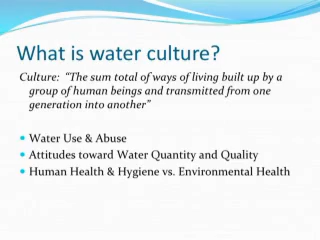 What is water culture?
Culture: “The sum total of ways of living built up by a
group of human beings and transmitted from one
generation into another”
Water Use & Abuse
Attitudes toward Water Quantity and Quality
Human Health & Hygiene vs. Environmental Health